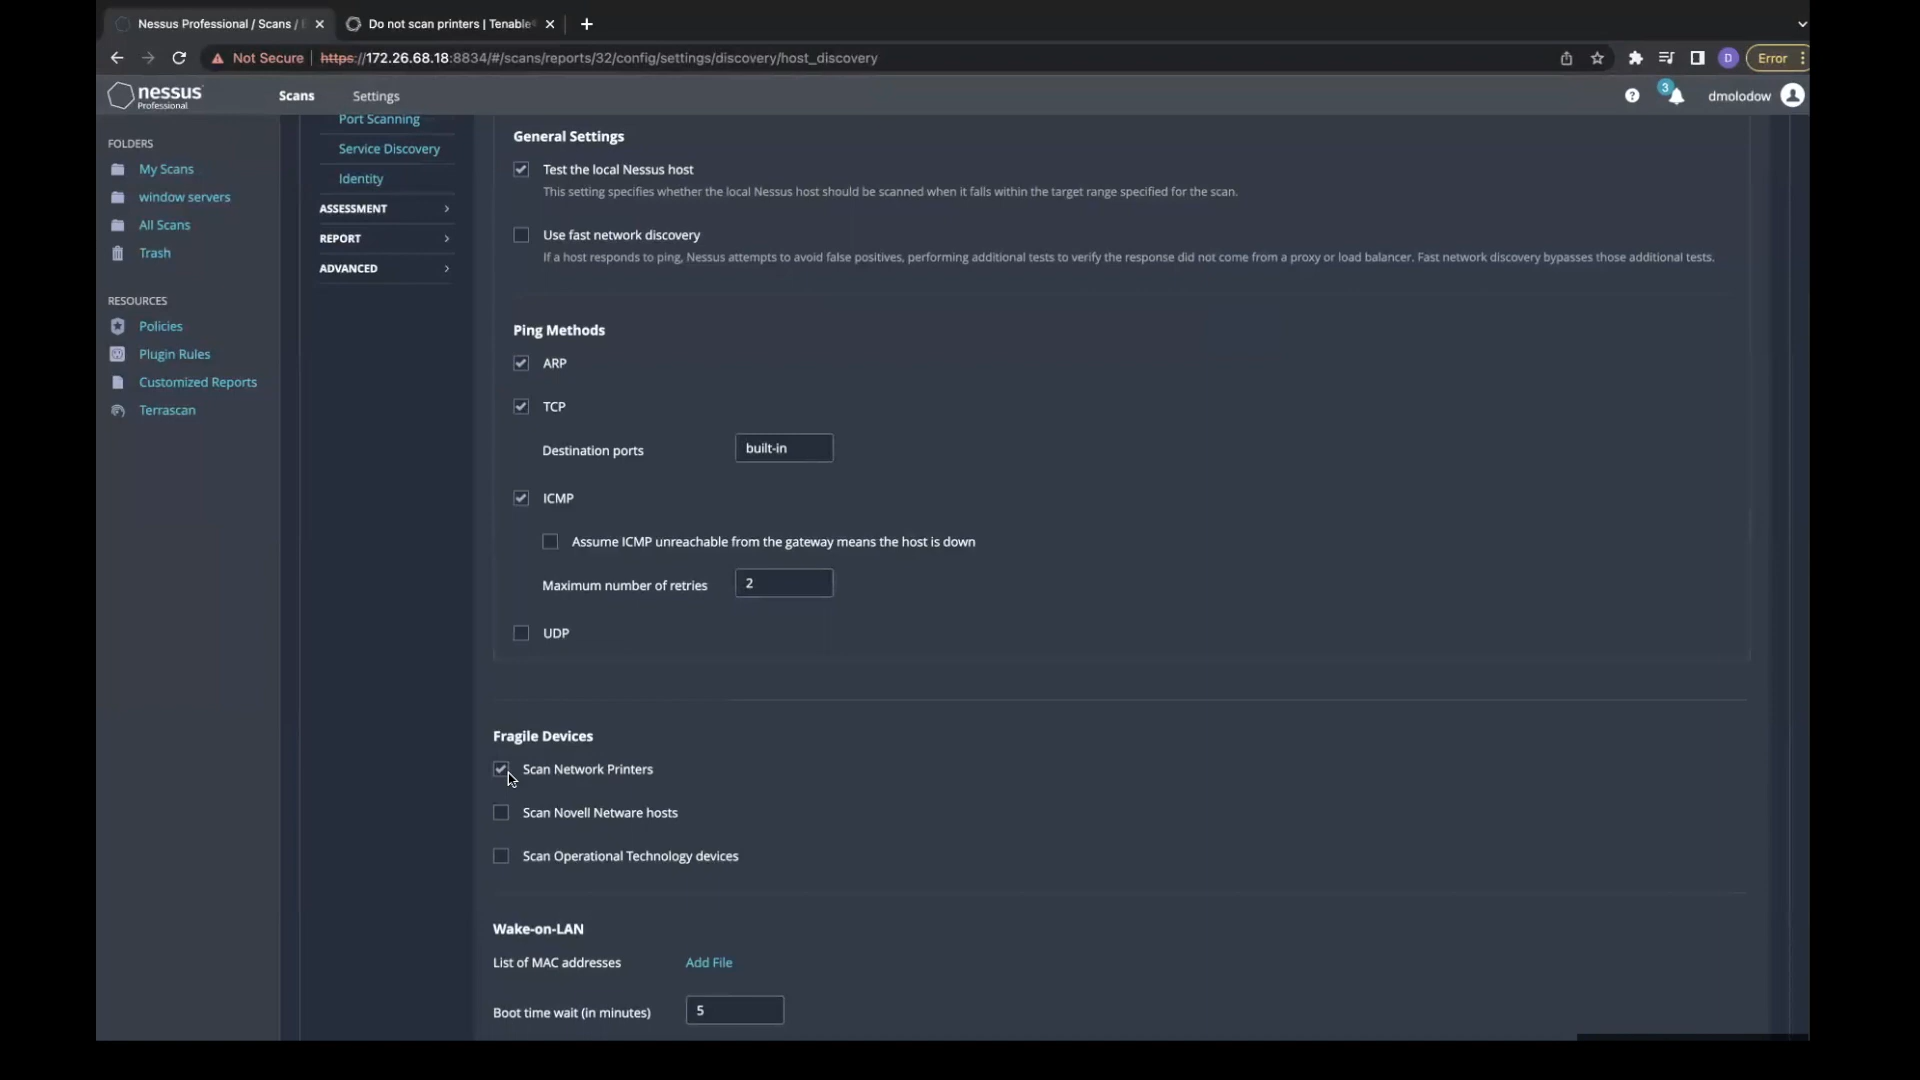 Nessus Professional / Scans /
Do not scan printers | Tenable
Not Secure
https://172.26.68.18:8834/#/scans/reports/32/config/settings/discovery/host_discovery
D
Error
nessus
Professional
Scans
Settings
3
dmolodow
FOLDERS
My Scans
window servers
All Scans
Trash
RESOURCES
Policies
Plugin Rules
Customized Reports
Terrascan
Port Scanning
Service Discovery
Identity
ASSESSMENT
REPORT
ADVANCED
General Settings
Test the local Nessus host
This setting specifies whether the local Nessus host should be scanned when it falls within the target range specified for the scan.
Use fast network discovery
If a host responds to ping, Nessus attempts to avoid false positives, performing additional tests to verify the response did not come from a proxy or load balancer. Fast network discovery bypasses those additional tests.
Ping Methods
ARP
TCP
Destination ports built-in
ICMP
Assume ICMP unreachable from the gateway means the host is down
Maximum number of retries 2
UDP
Fragile Devices
Scan Network Printers
Scan Novell Netware hosts
Scan Operational Technology devices
Wake-on-LAN
List of MAC addresses Add File
Boot time wait (in minutes) 5